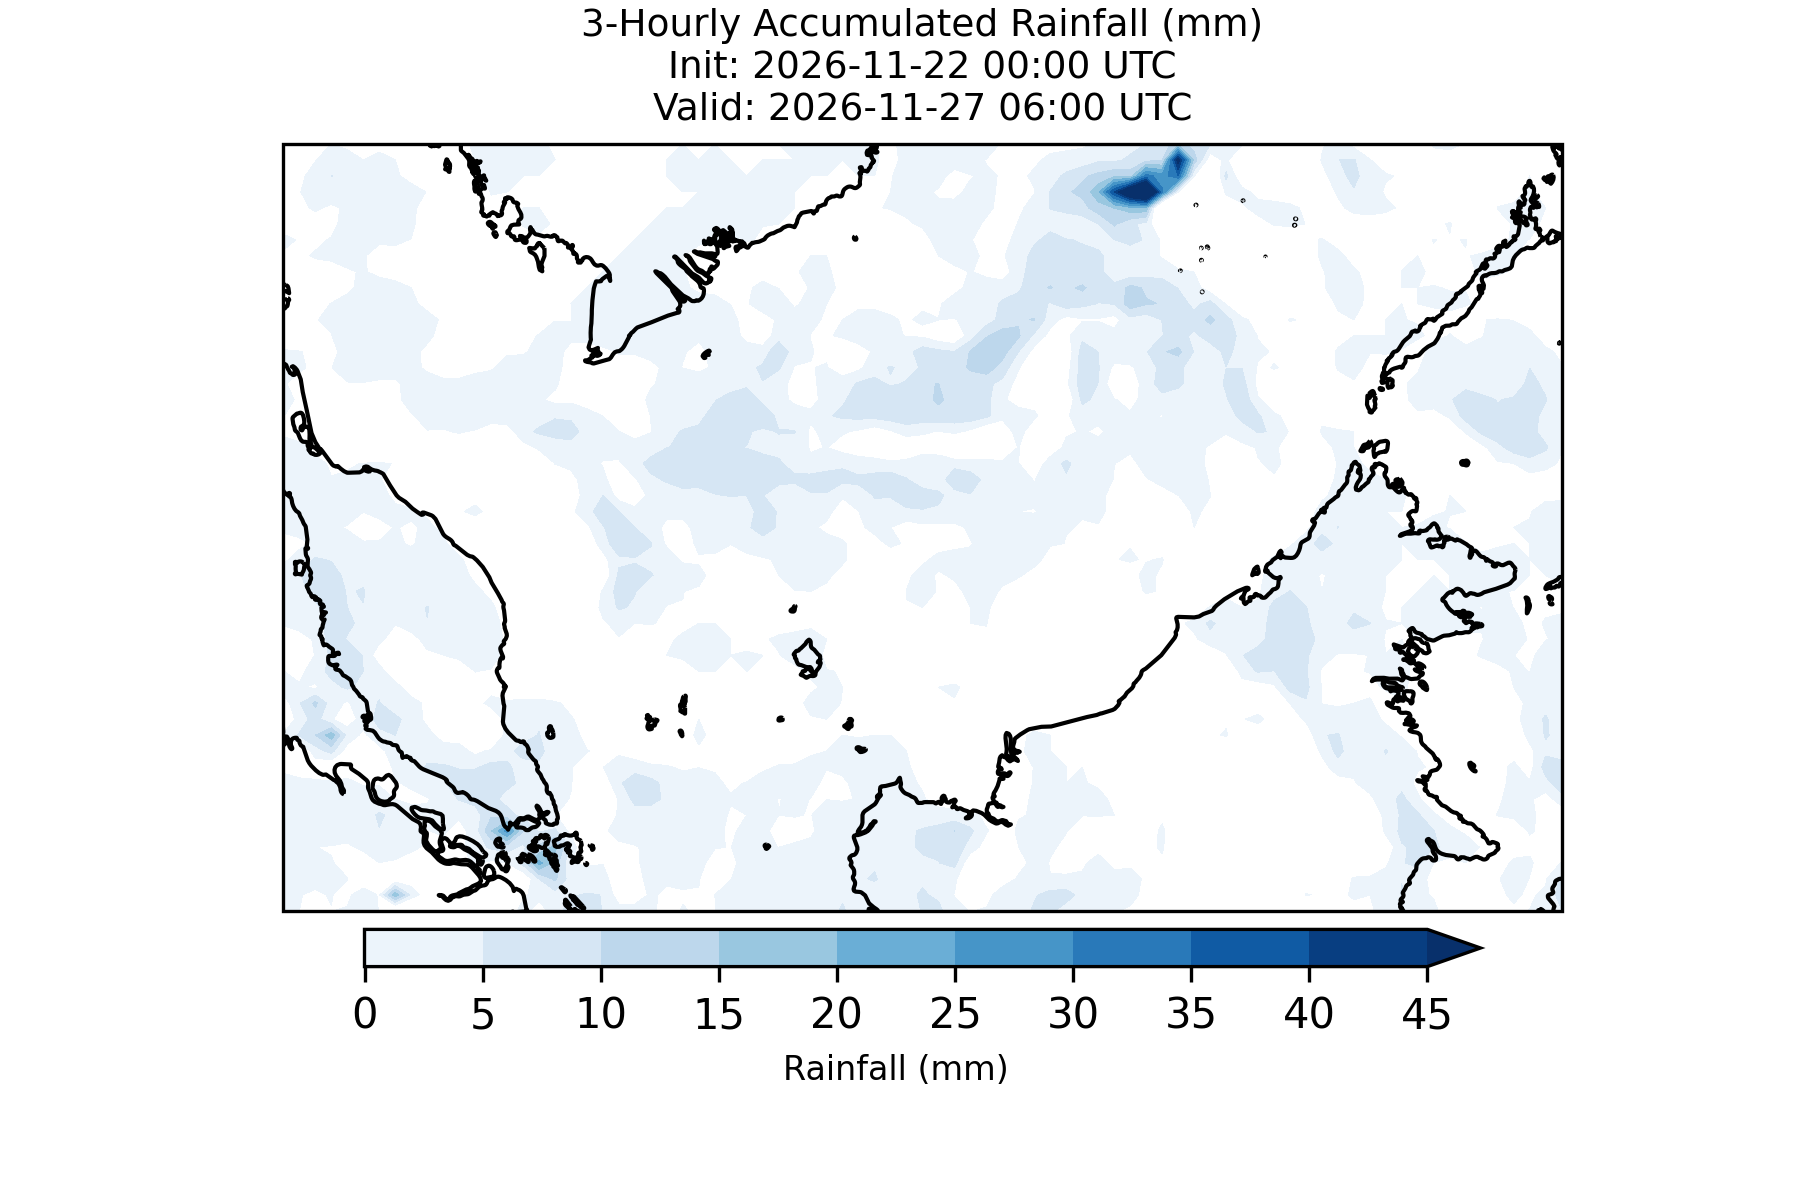 3-Hourly Accumulated Rainfall (mm)
Init: 2026-11-22 00:00 UTC
Valid: 2026-11-27 06:00 UTC
0 5 10 15 20 25 30 35 40 45
Rainfall (mm)